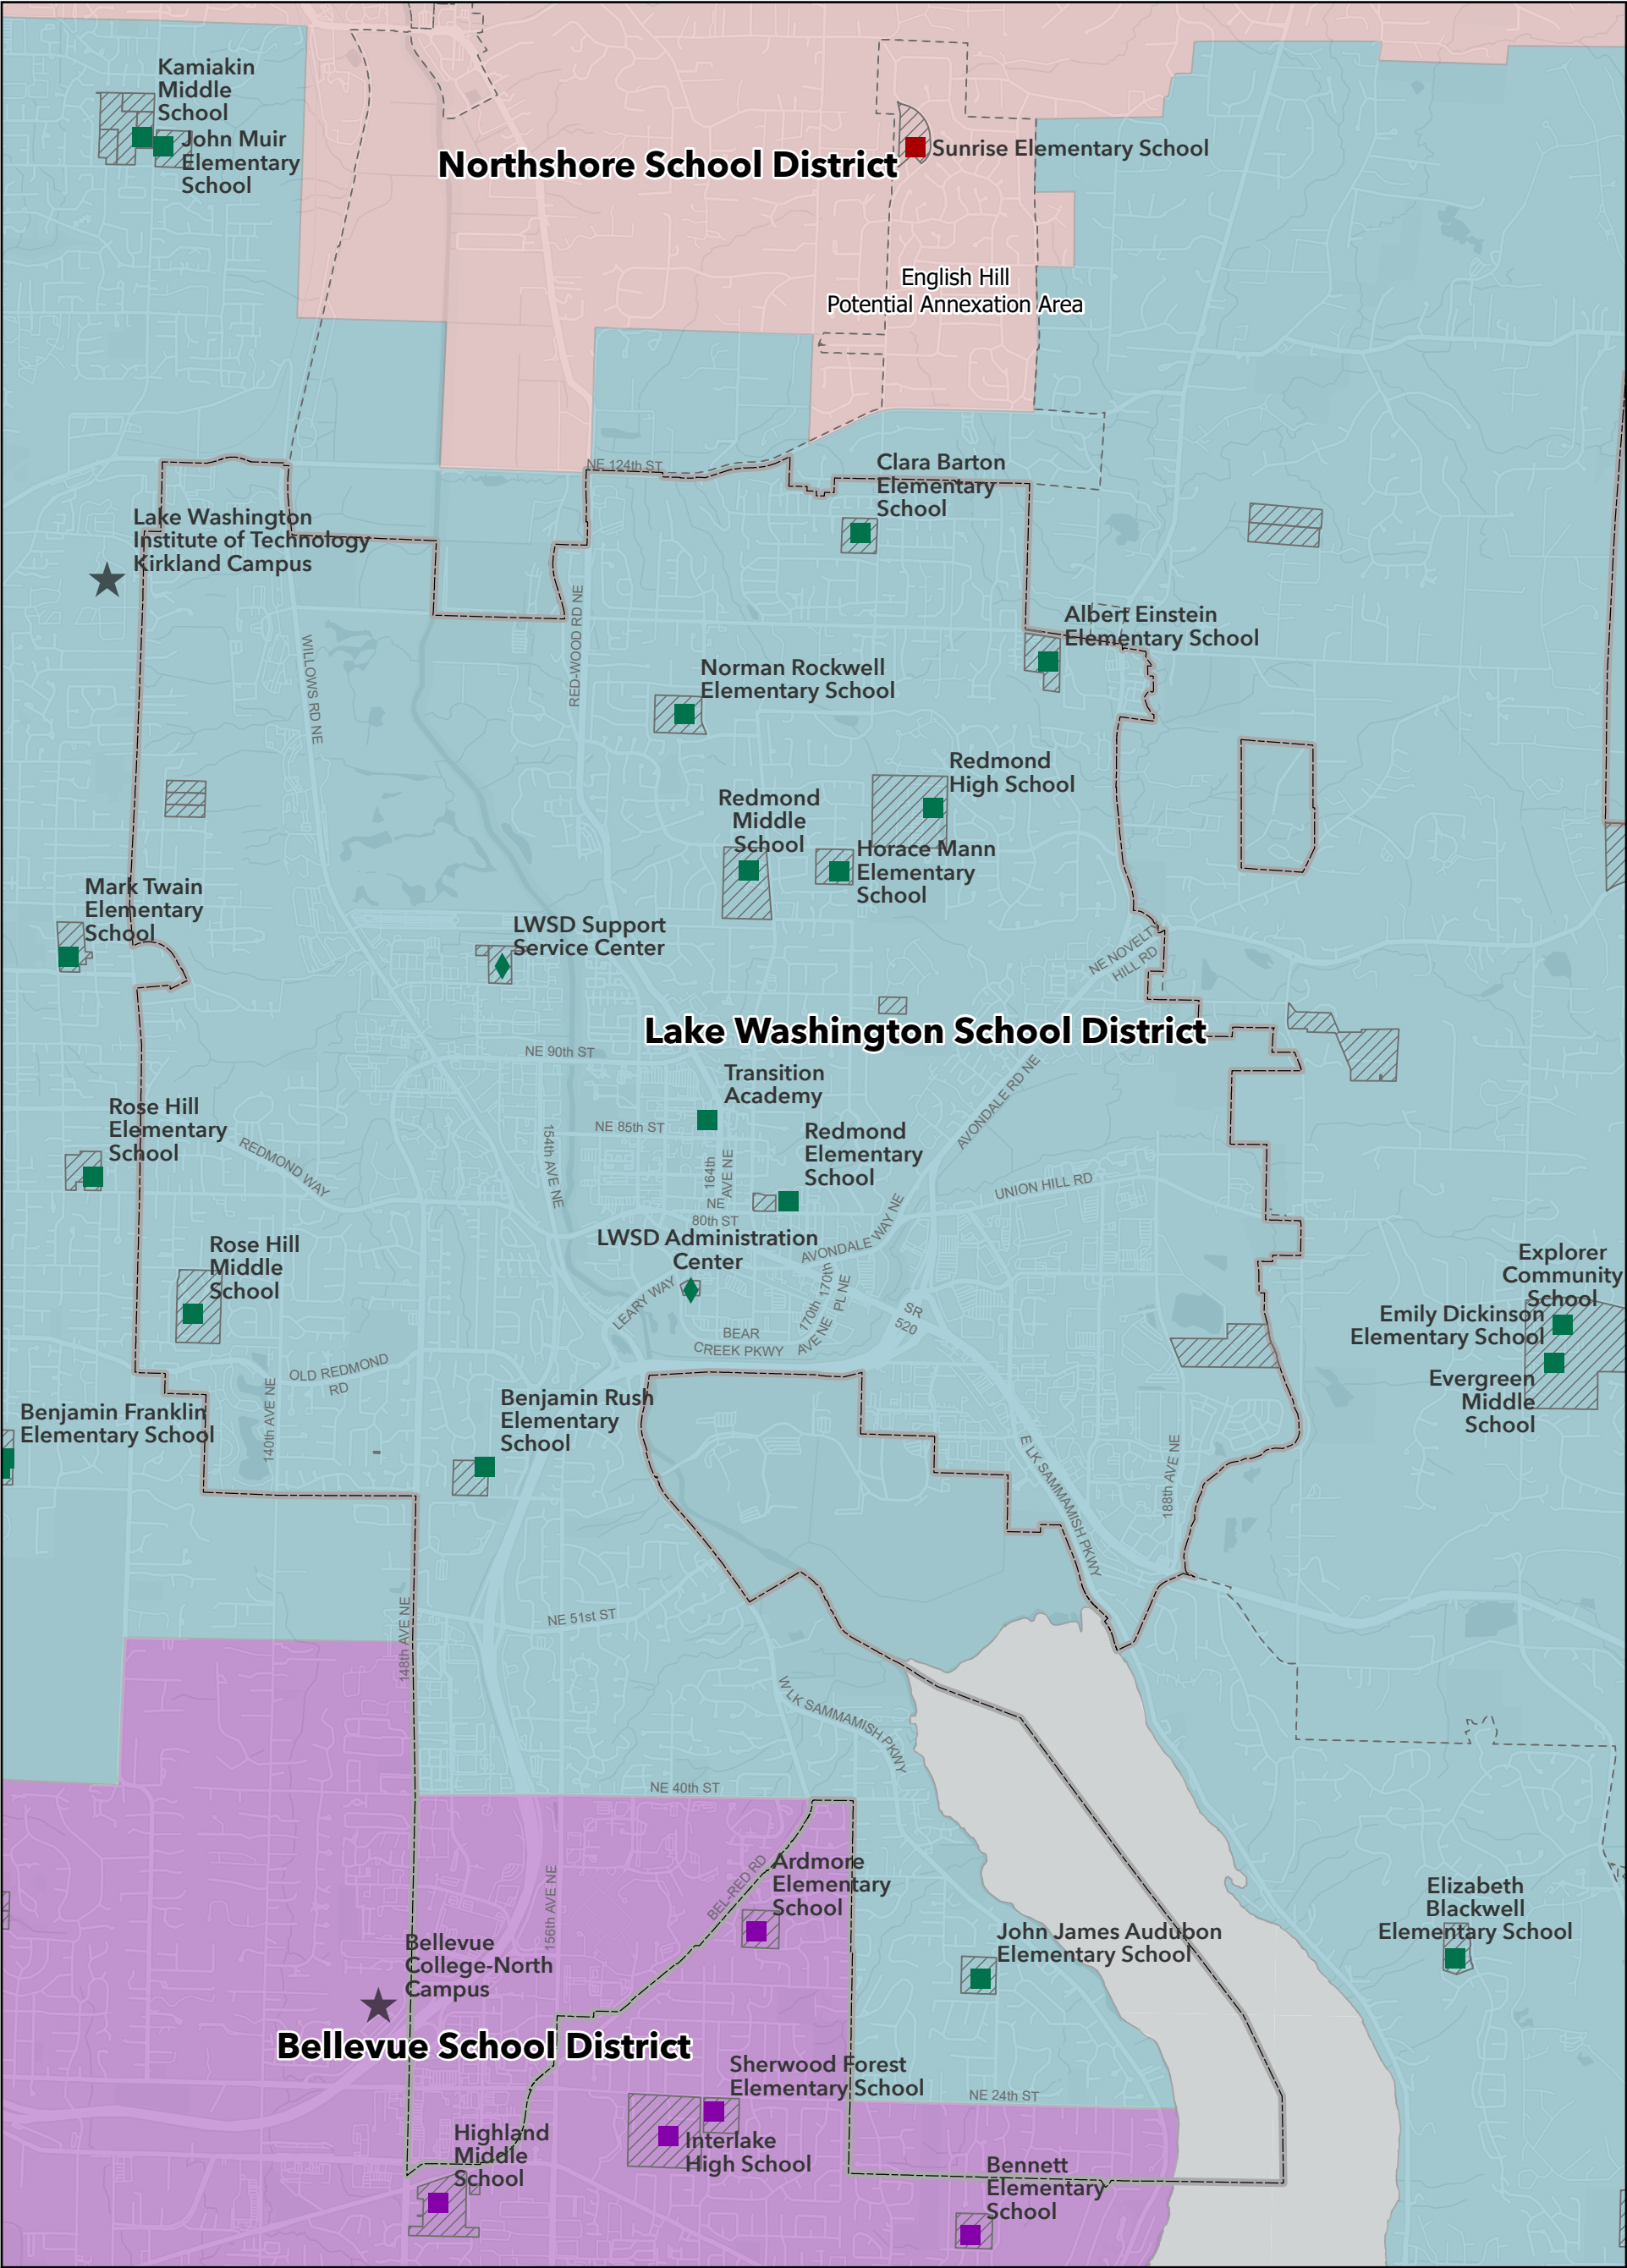 Kamiakin
Middle
School
John Muir
Elementary
School
Northshore School District
Sunrise Elementary School
English Hill
Potential Annexation Area
NE 124th ST
Clara Barton
Elementary
School
Lake Washington
Institute of Technology
Kirkland Campus
WILLOWS RD NE
RED-WOOD RD NE
Albert Einstein
Elementary School
Norman Rockwell
Elementary School
Redmond
High School
Redmond
Middle
School
Horace Mann
Elementary
School
Mark Twain
Elementary
School
LWSD Support
Service Center
NE NOVELTY
HILL RD
Lake Washington School District
NE 90th ST
Transition
Academy
AVONDALE RD NE
Rose Hill
Elementary
School
REDMOND WAY
154th AVE NE
NE 85th ST
164th
AVE NE
Redmond
Elementary
School
UNION HILL RD
NE
80th ST
LWSD Administration
Center
AVONDALE WAY NE
Rose Hill
Middle
School
LEARY WAY
170th
AVE NE
170th
PL NE
SR
520
BEAR
CREEK PKWY
Explorer
Community
School
Emily Dickinson
Elementary School
Evergreen
Middle
School
OLD REDMOND
RD
140th AVE NE
Benjamin Franklin
Elementary School
Benjamin Rush
Elementary
School
E LK SAMMAMISH PKWY
188th AVE NE
148th AVE NE
NE 51st ST
W LK SAMMAMISH PKWY
NE 40th ST
156th AVE NE
BEL-RED RD
Ardmore
Elementary
School
Elizabeth
Blackwell
Elementary School
John James Audubon
Elementary School
Bellevue
College-North
Campus
Bellevue School District
Sherwood Forest
Elementary School
NE 24th ST
Interlake
High School
Highland
Middle
School
Bennett
Elementary
School